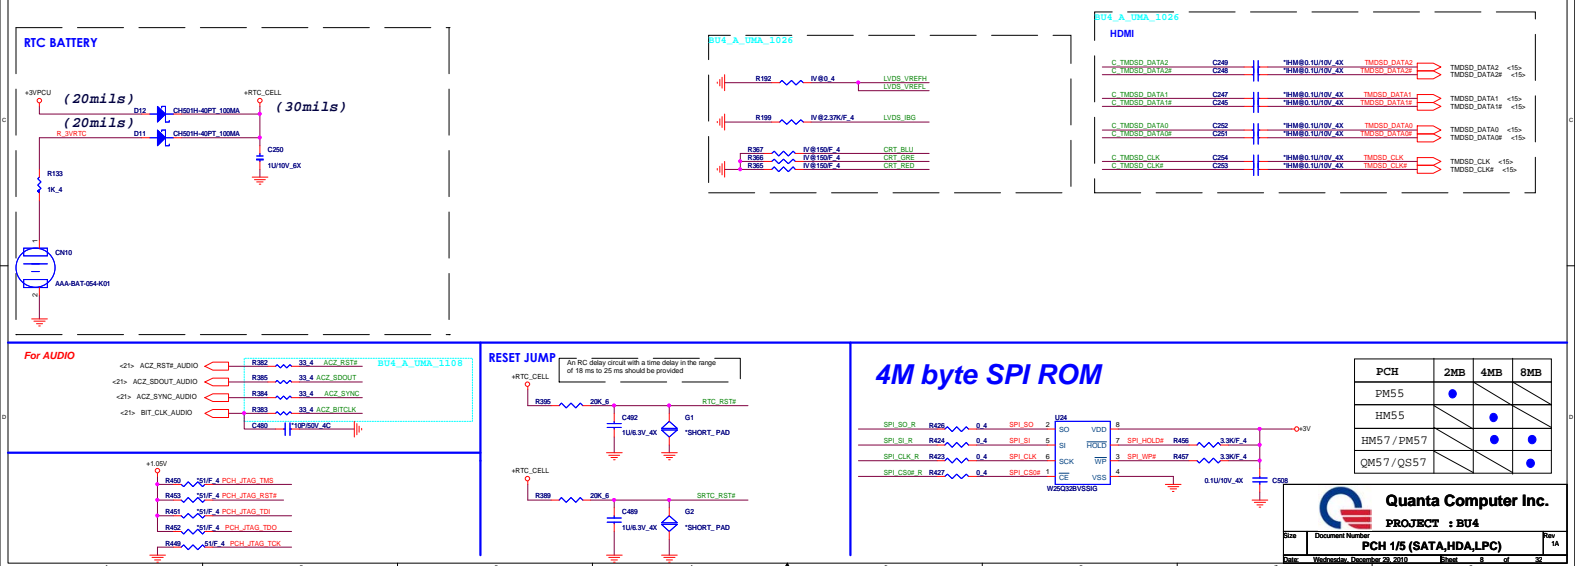 RTC BATTERY
+3VPCU
(20mils)
+RTC_CELL
(30mils)
D12
CH501H-40PT_100MA
(20mils)
R_3VRTC
D11
CH501H-40PT_100MA
C250
1U/10V_6X
R133
1K_4
1
CN10
AAA-BAT-054-K01
2
BU4_A_UMA_1026
R192
IV@0_4
LVDS_VREFH
LVDS_VREFL
R199
IV@2.37K/F_4
LVDS_IBG
R367
IV@150/F_4
CRT_BLU
R366
IV@150/F_4
CRT_GRE
R365
IV@150/F_4
CRT_RED
BU4_A_UMA_1026
HDMI
C_TMDSD_DATA2
C249
*IHM@0.1U/10V_4X
TMDSD_DATA2
TMDSD_DATA2 <15>
C_TMDSD_DATA2#
C248
*IHM@0.1U/10V_4X
TMDSD_DATA2#
TMDSD_DATA2# <15>
C_TMDSD_DATA1
C247
*IHM@0.1U/10V_4X
TMDSD_DATA1
TMDSD_DATA1 <15>
C_TMDSD_DATA1#
C245
*IHM@0.1U/10V_4X
TMDSD_DATA1#
TMDSD_DATA1# <15>
C_TMDSD_DATA0
C252
*IHM@0.1U/10V_4X
TMDSD_DATA0
TMDSD_DATA0 <15>
C_TMDSD_DATA0#
C251
*IHM@0.1U/10V_4X
TMDSD_DATA0#
TMDSD_DATA0# <15>
C_TMDSD_CLK
C254
*IHM@0.1U/10V_4X
TMDSD_CLK
TMDSD_CLK <15>
C_TMDSD_CLK#
C253
*IHM@0.1U/10V_4X
TMDSD_CLK#
TMDSD_CLK# <15>
For AUDIO
BU4_A_UMA_1108
<21> ACZ_RST#_AUDIO
R382
33_4
ACZ_RST#
<21> ACZ_SDOUT_AUDIO
R385
33_4
ACZ_SDOUT
<21> ACZ_SYNC_AUDIO
R384
33_4
ACZ_SYNC
<21> BIT_CLK_AUDIO
R383
33_4
ACZ_BITCLK
C480
*10P/50V_4C
+1.05V
R450
*51/F_4
PCH_JTAG_TMS
R453
*51/F_4
PCH_JTAG_RST#
R451
*51/F_4
PCH_JTAG_TDI
R452
*51/F_4
PCH_JTAG_TDO
R449
51/F_4
PCH_JTAG_TCK
RESET JUMP
An RC delay circuit with a time delay in the range
of 18 ms to 25 ms should be provided
+RTC_CELL
R395
20K_6
RTC_RST#
C492
1U/6.3V_4X
G1
*SHORT_PAD
+RTC_CELL
R389
20K_6
SRTC_RST#
C489
1U/6.3V_4X
G2
*SHORT_PAD
4M byte SPI ROM
U24
SPI_SO_R
R426
0_4
SPI_SO
2
SO
VDD
8
+3V
SPI_SI_R
R424
0_4
SPI_SI
5
SI
HOLD
7
SPI_HOLD#
R456
3.3K/F_4
SPI_CLK_R
R423
0_4
SPI_CLK
6
SCK
WP
3
SPI_WP#
R457
3.3K/F_4
SPI_CS0#_R
R427
0_4
SPI_CS0#
1
CE
VSS
4
W25Q32BVSSIG
0.1U/10V_4X
C508
PCH 2MB 4MB 8MB
PM55
HM55
HM57/PM57
QM57/QS57
Quanta Computer Inc.
PROJECT : BU4
Size
Document Number
Rev
PCH 1/5 (SATA,HDA,LPC)
1A
Date: Wednesday, December 29, 2010
Sheet 8 of 32
C
D
C
D